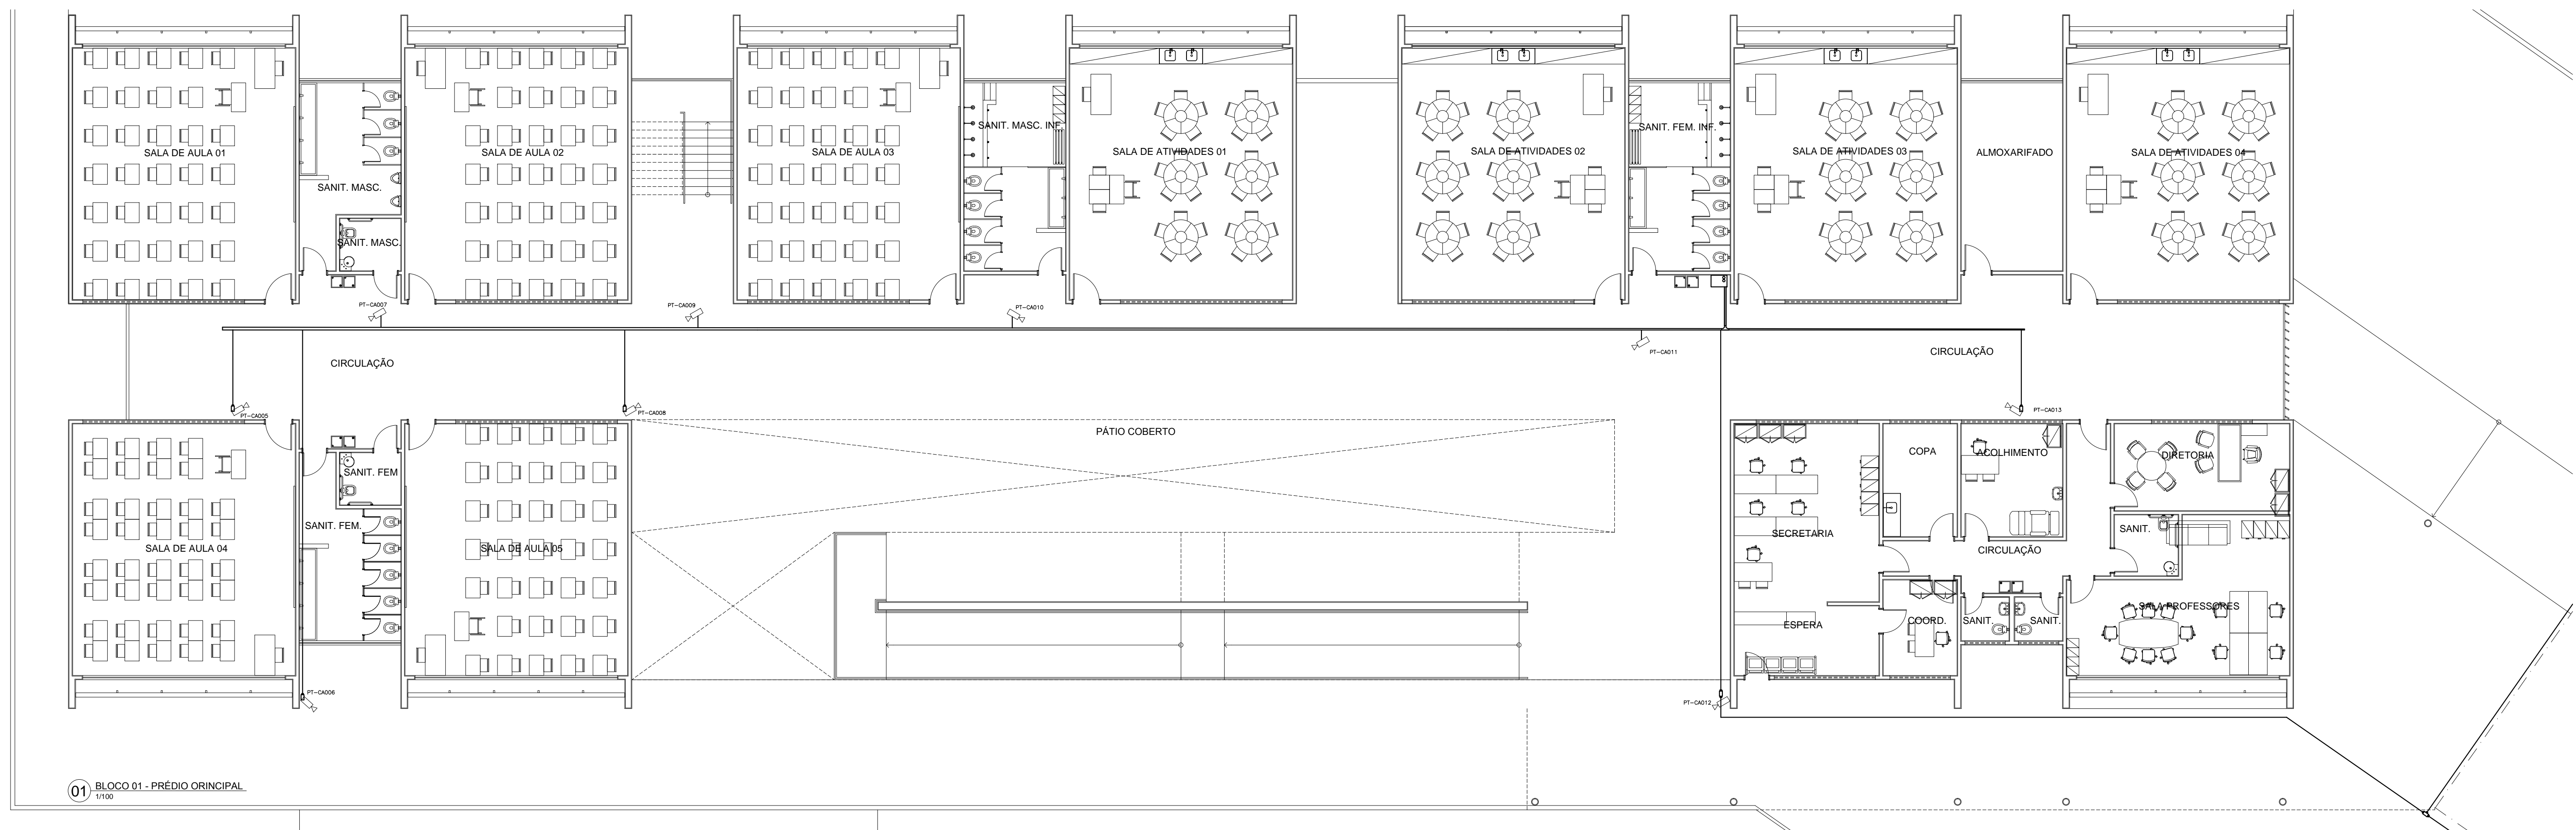 SALA DE AULA 01
SANIT. MASC.
SANIT. MASC.
SALA DE AULA 02
SALA DE AULA 03
SANIT. MASC. INF.
SALA DE ATIVIDADES 01
SALA DE ATIVIDADES 02
SANIT. FEM. INF.
SALA DE ATIVIDADES 03
ALMOXARIFADO
SALA DE ATIVIDADES 04
PT-CA007
PT-CA009
PT-CA010
PT-CA011
CIRCULAÇÃO
CIRCULAÇÃO
PT-CA005
PT-CA008
PT-CA013
PÁTIO COBERTO
SANIT. FEM
SANIT. FEM.
SALA DE AULA 04
SALA DE AULA 05
COPA
ACOLHIMENTO
DIRETORIA
SECRETARIA
SANIT.
CIRCULAÇÃO
SALA PROFESSORES
ESPERA
COORD.
SANIT.
SANIT.
PT-CA006
PT-CA012
01
BLOCO 01 - PRÉDIO ORINCIPAL
1/100